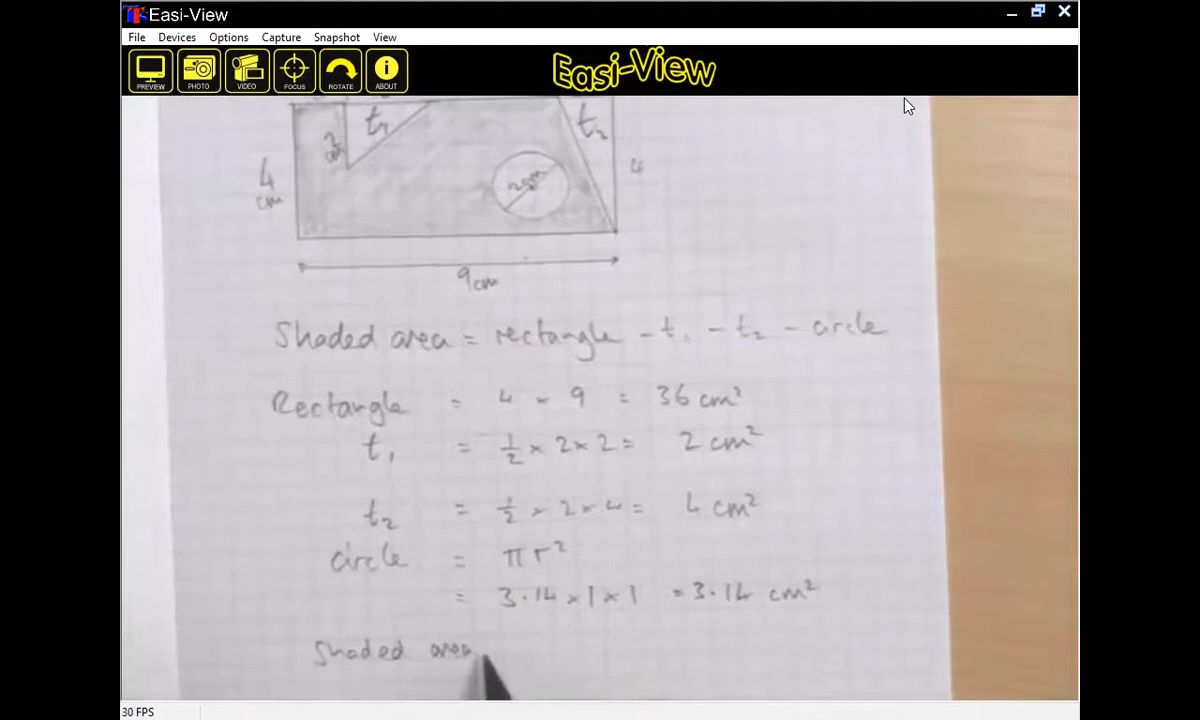 Easi-View
File Devices Options Capture Snapshot View
PREVIEW PHOTO VIDEO FOCUS ROTATE ABOUT
Easi-View
t₁ t₂
2
4
cm
2cm
4
9cm
Shaded area = rectangle - t₁ - t₂ - circle
Rectangle = 4 × 9 = 36 cm²
t₁ = ½ × 2 × 2 = 2 cm²
t₂ = ½ × 2 × 4 = 4 cm²
circle = π r²
= 3.14 × 1 × 1 = 3.14 cm²
Shaded area
30 FPS